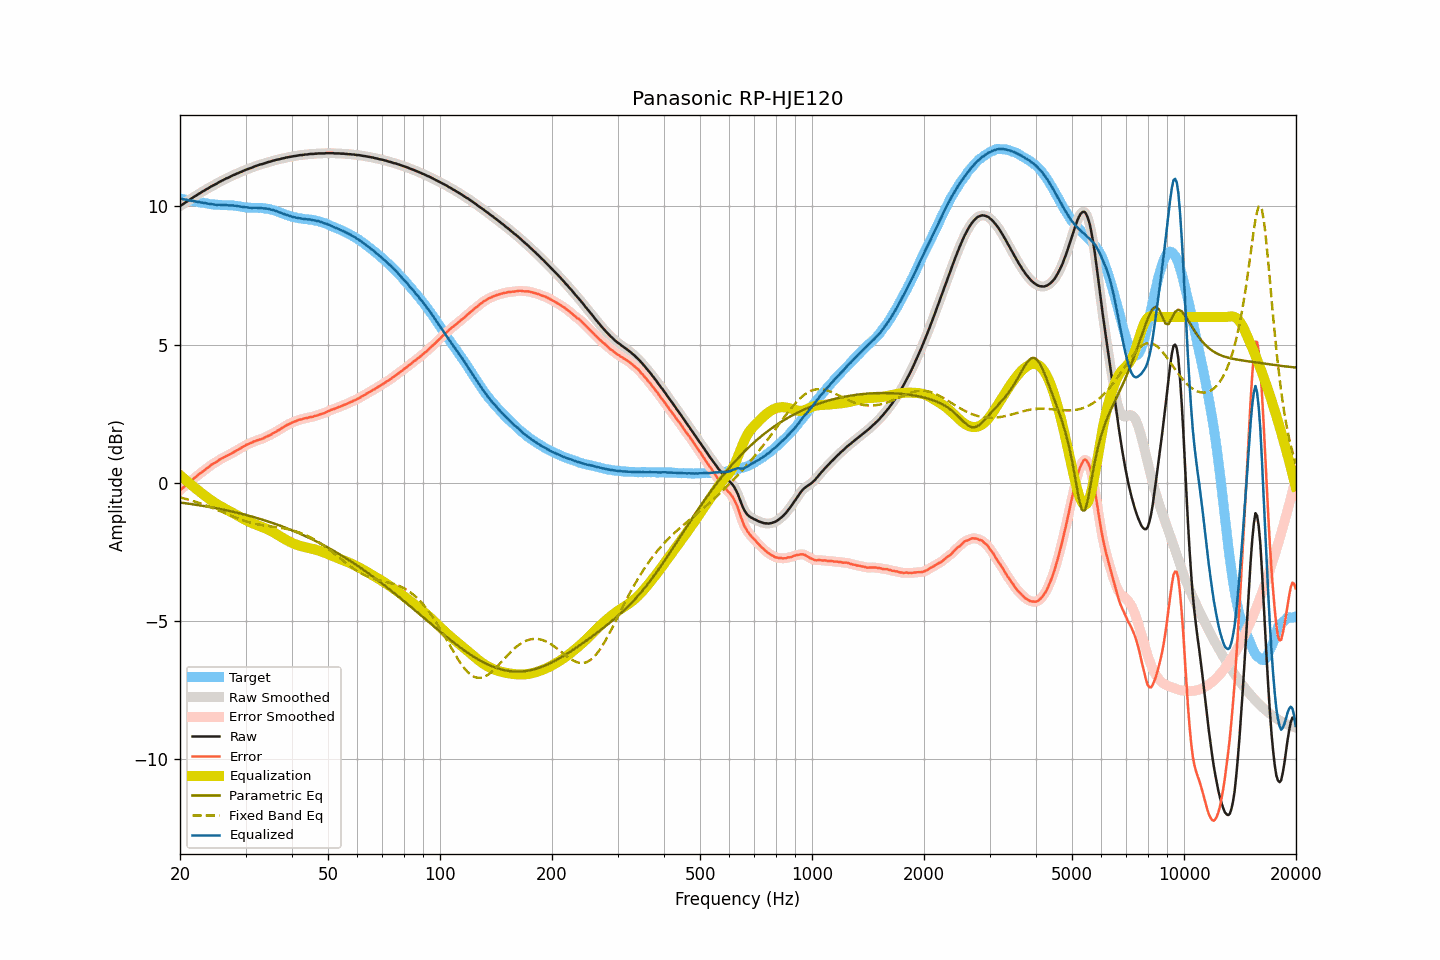 Panasonic RP-HJE120
Amplitude (dBr)
10
5
0
−5
−10
Target
Raw Smoothed
Error Smoothed
Raw
Error
Equalization
Parametric Eq
Fixed Band Eq
Equalized
20 50 100 200 500 1000 2000 5000 10000 20000
Frequency (Hz)